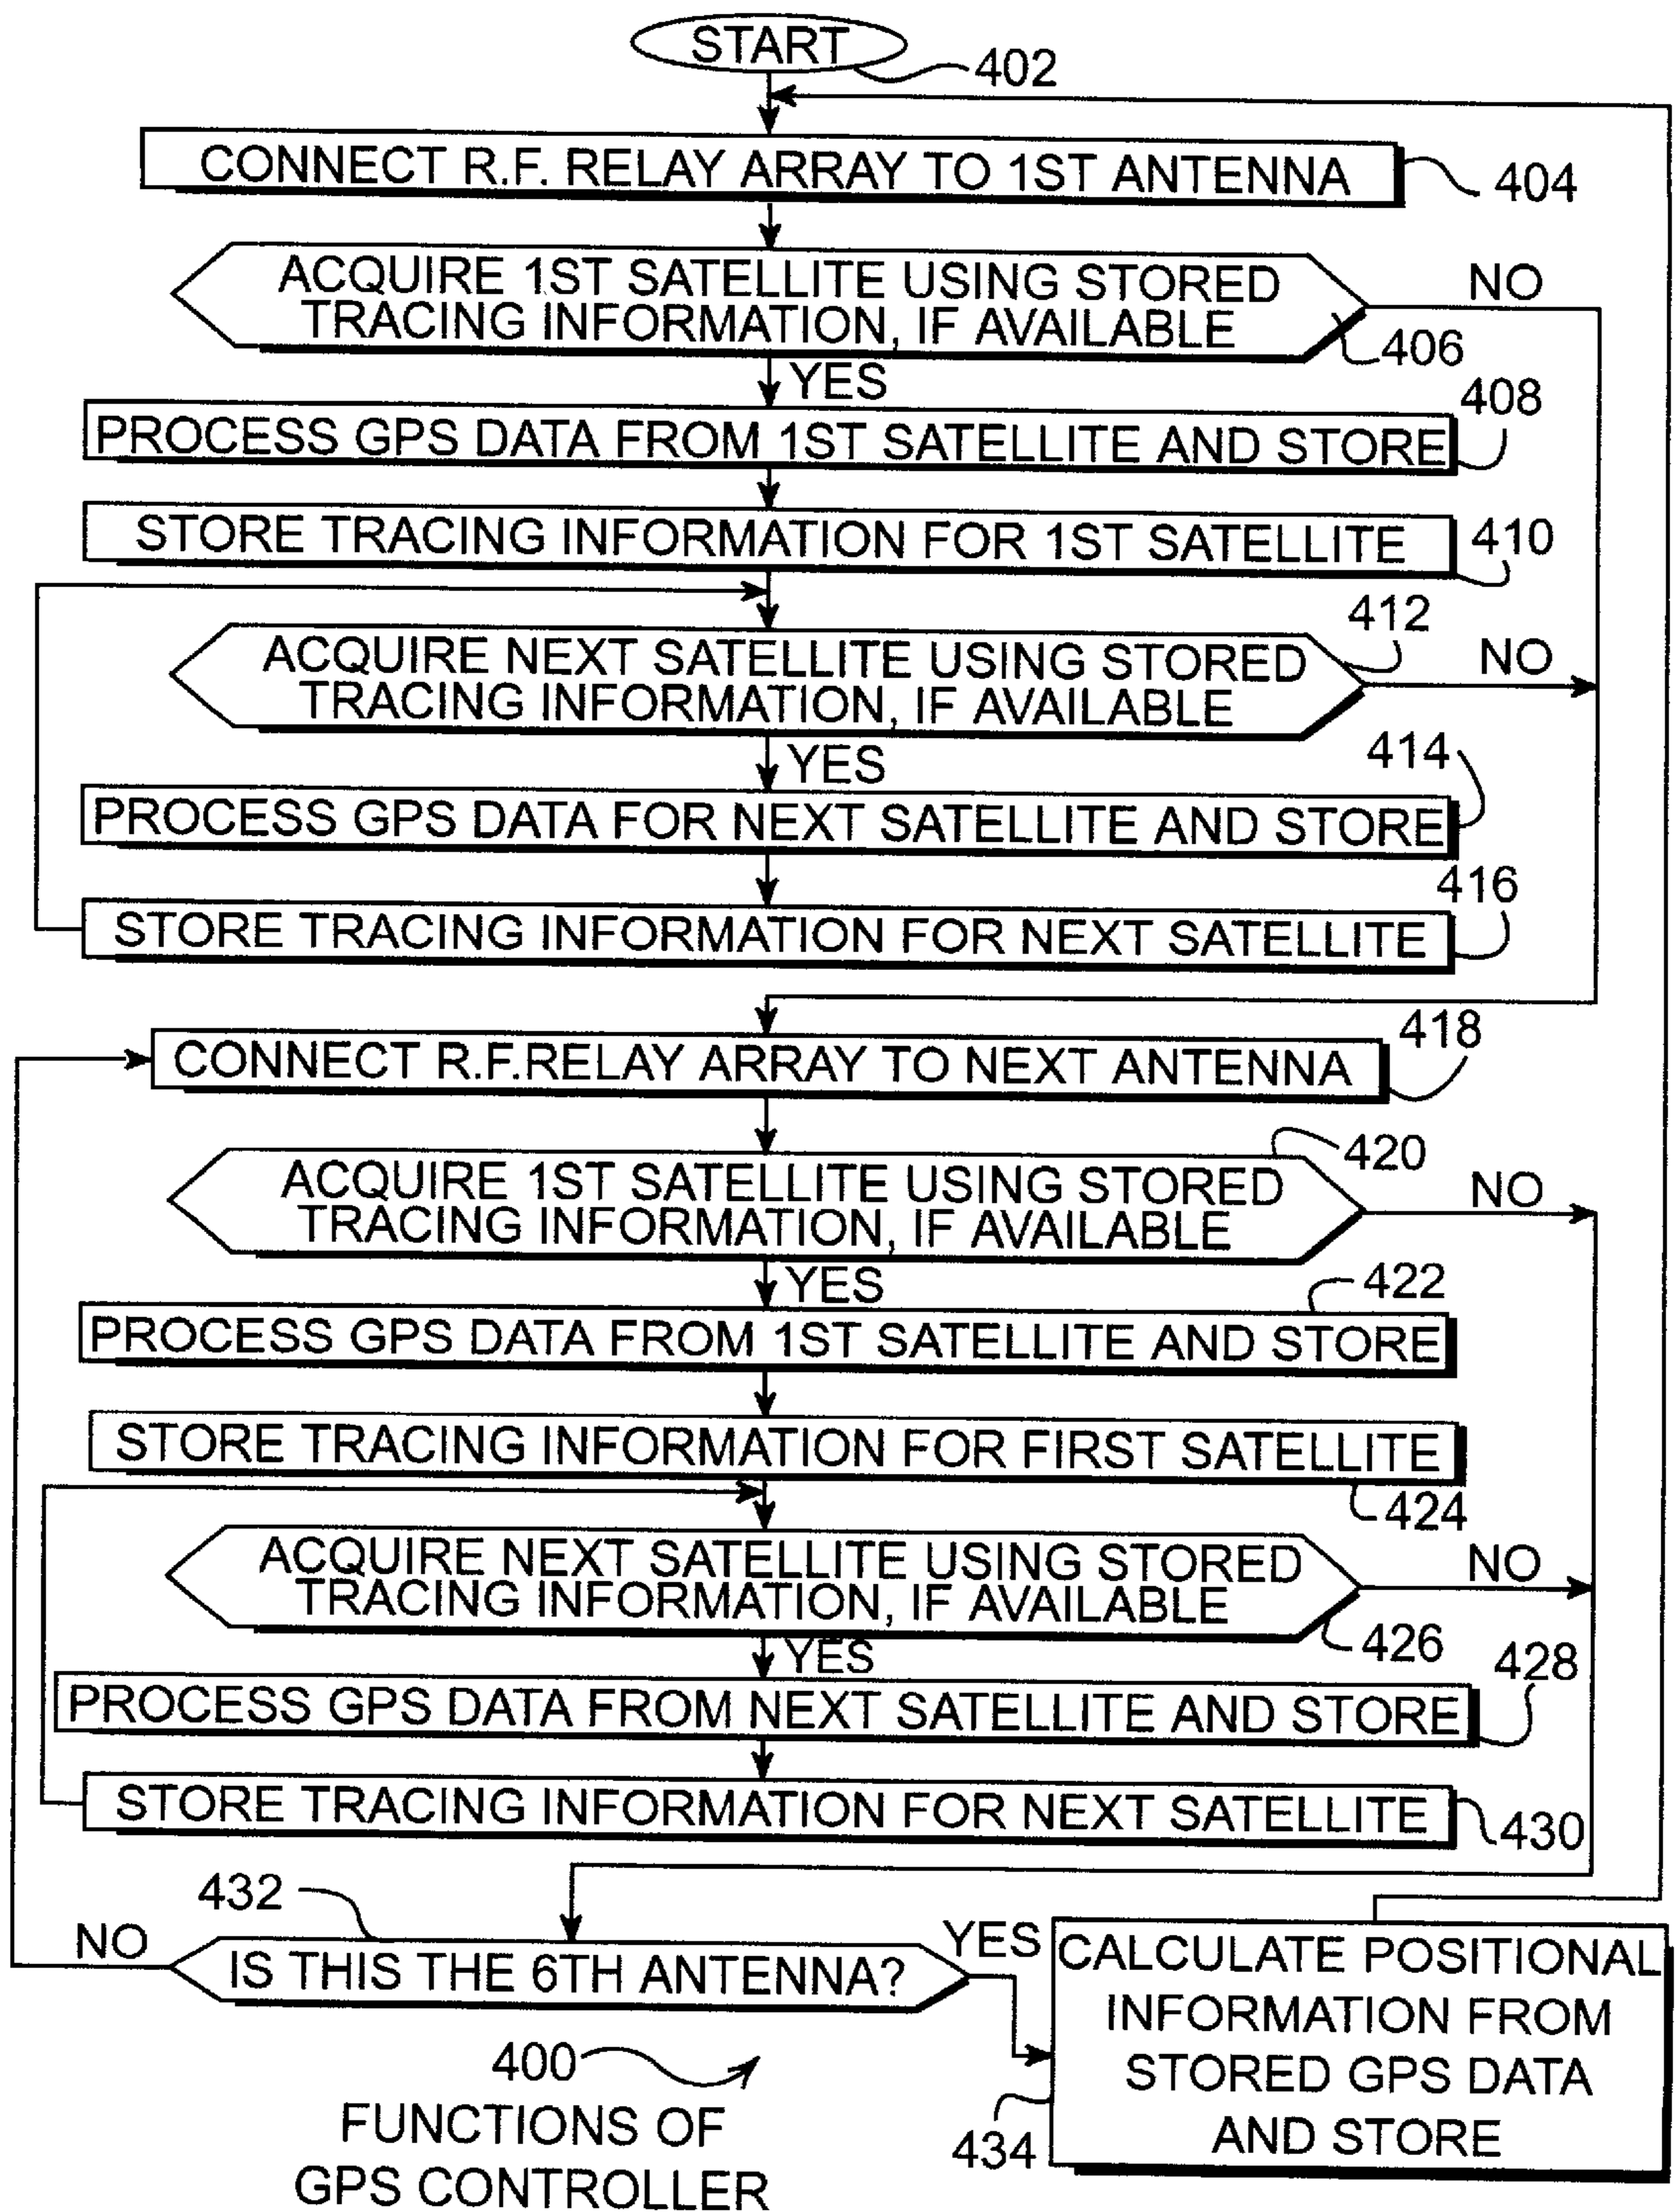 START
402
CONNECT R.F. RELAY ARRAY TO 1ST ANTENNA
404
ACQUIRE 1ST SATELLITE USING STORED
TRACING INFORMATION, IF AVAILABLE
NO
406
YES
408
PROCESS GPS DATA FROM 1ST SATELLITE AND STORE
STORE TRACING INFORMATION FOR 1ST SATELLITE
410
412
ACQUIRE NEXT SATELLITE USING STORED
TRACING INFORMATION, IF AVAILABLE
NO
YES
414
PROCESS GPS DATA FOR NEXT SATELLITE AND STORE
416
STORE TRACING INFORMATION FOR NEXT SATELLITE
418
CONNECT R.F.RELAY ARRAY TO NEXT ANTENNA
420
ACQUIRE 1ST SATELLITE USING STORED
TRACING INFORMATION, IF AVAILABLE
NO
YES
422
PROCESS GPS DATA FROM 1ST SATELLITE AND STORE
STORE TRACING INFORMATION FOR FIRST SATELLITE
424
ACQUIRE NEXT SATELLITE USING STORED
TRACING INFORMATION, IF AVAILABLE
NO
426
YES
428
PROCESS GPS DATA FROM NEXT SATELLITE AND STORE
STORE TRACING INFORMATION FOR NEXT SATELLITE
430
432
NO
IS THIS THE 6TH ANTENNA?
YES
CALCULATE POSITIONAL
INFORMATION FROM
STORED GPS DATA
AND STORE
434
400
FUNCTIONS OF
GPS CONTROLLER